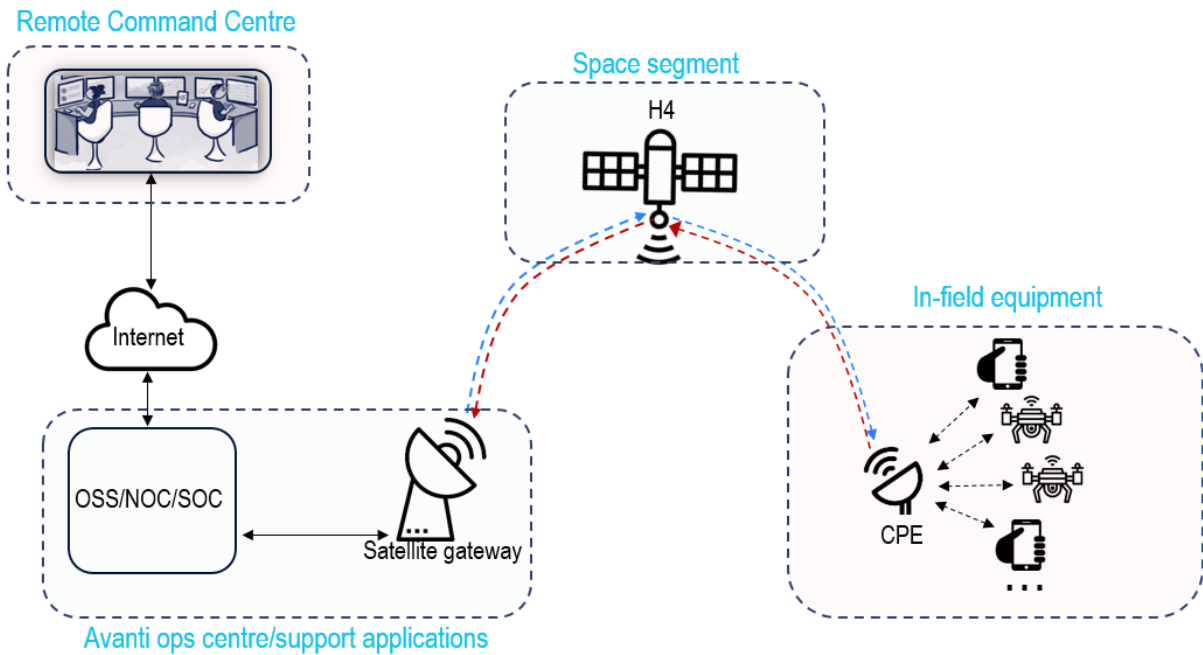 Remote Command Centre
Space segment
H4
In-field equipment
Internet
OSS/NOC/SOC
Satellite gateway
CPE
...
Avanti ops centre/support applications